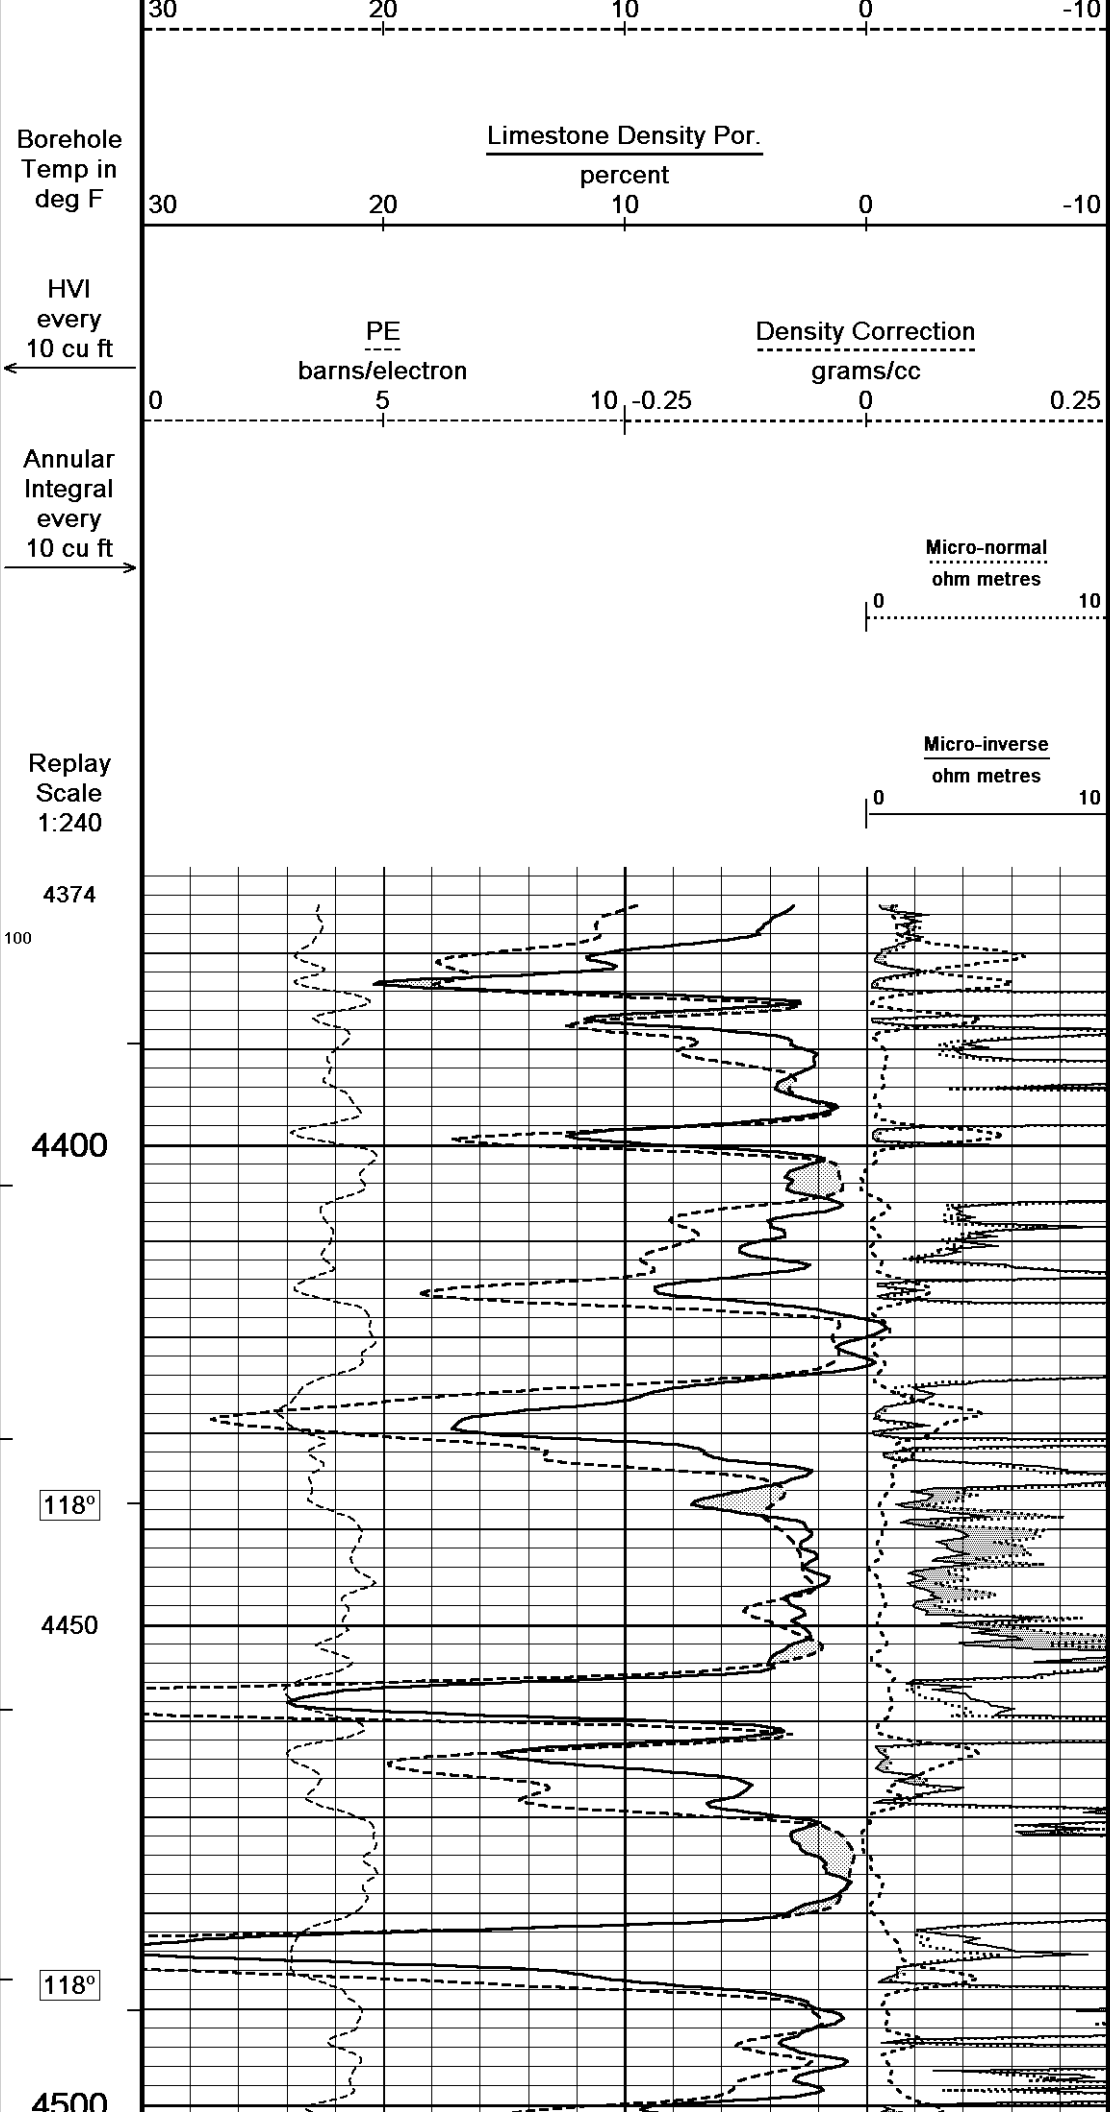 30 20 10 0 -10
Borehole
Temp in
deg F
Limestone Density Por.
percent
30 20 10 0 -10
HVI
every
10 cu ft
PE
barns/electron
Density Correction
grams/cc
0 5 10 -0.25 0 0.25
Annular
Integral
every
10 cu ft
Micro-normal
ohm metres
0 10
Replay
Scale
1:240
Micro-inverse
ohm metres
0 10
4374
100
4400
118º
4450
118º
4500